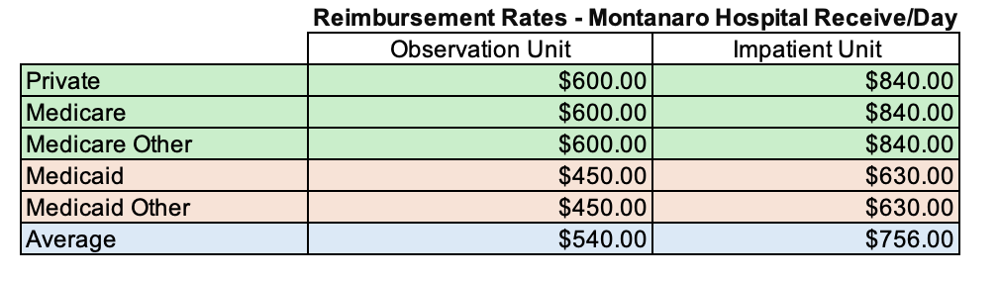 Reimbursement Rates - Montanaro Hospital Receive/Day
Observation Unit Impatient Unit
Private $600.00 $840.00
Medicare $600.00 $840.00
Medicare Other $600.00 $840.00
Medicaid $450.00 $630.00
Medicaid Other $450.00 $630.00
Average $540.00 $756.00